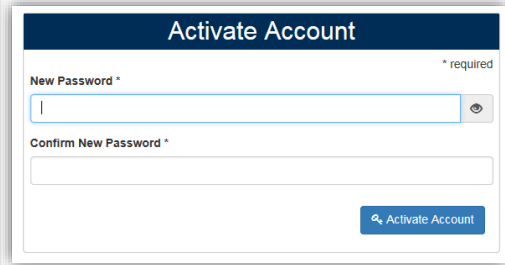 Activate Account
* required
New Password *
Confirm New Password *
Activate Account